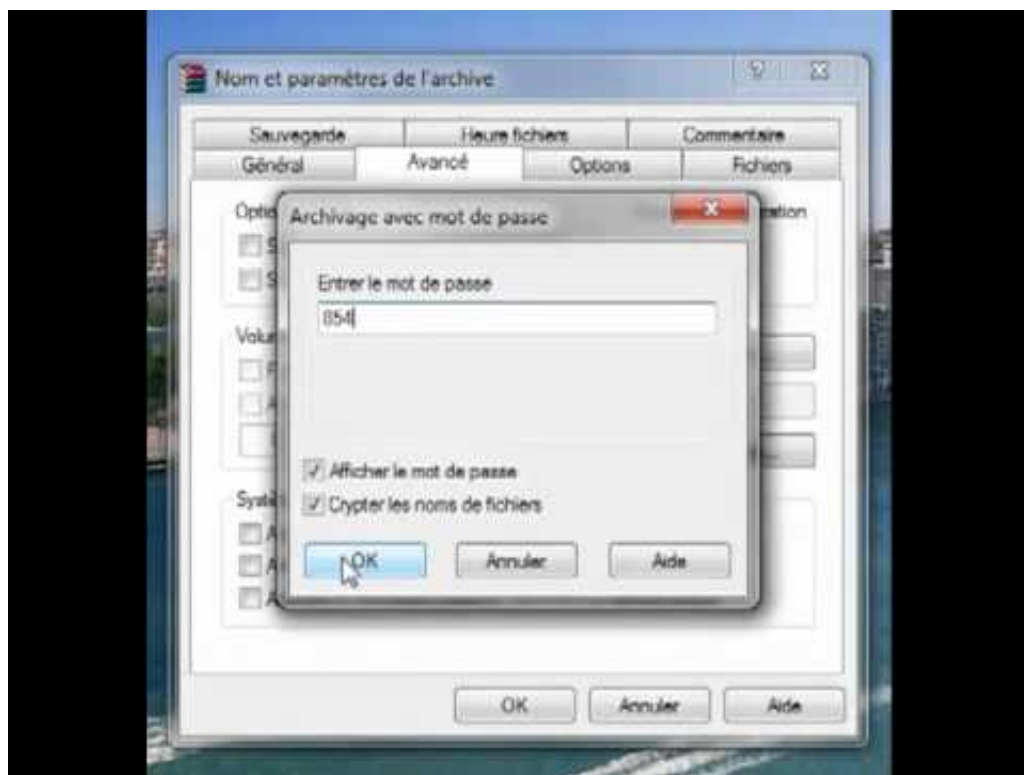 Nom et paramètres de l'archive
Sauvegarde Heure fichiers Commentaire
Général Avancé Options Fichiers
Archivage avec mot de passe
Entrer le mot de passe
854
Afficher le mot de passe
Crypter les noms de fichiers
OK Annuler Aide
OK Annuler Aide